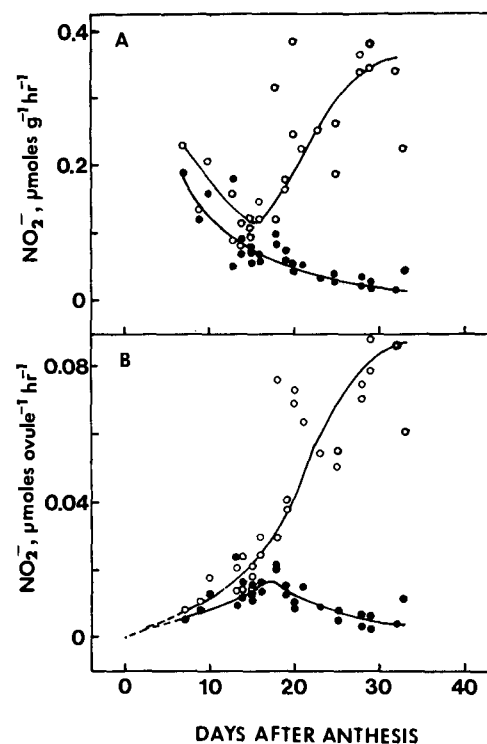 A
NO₂⁻, μmoles g⁻¹ hr⁻¹
0.4
0.2
0
B
NO₂⁻, μmoles ovule⁻¹ hr⁻¹
0.08
0.04
0
0 10 20 30 40
DAYS AFTER ANTHESIS